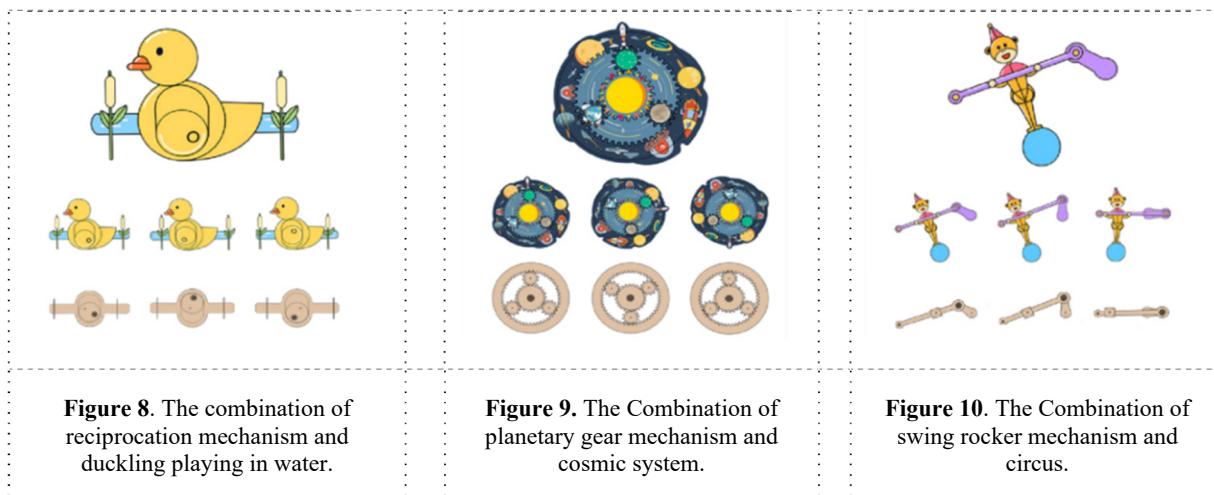 Figure 8. The combination of
reciprocation mechanism and
duckling playing in water.
Figure 9. The Combination of
planetary gear mechanism and
cosmic system.
Figure 10. The Combination of
swing rocker mechanism and
circus.